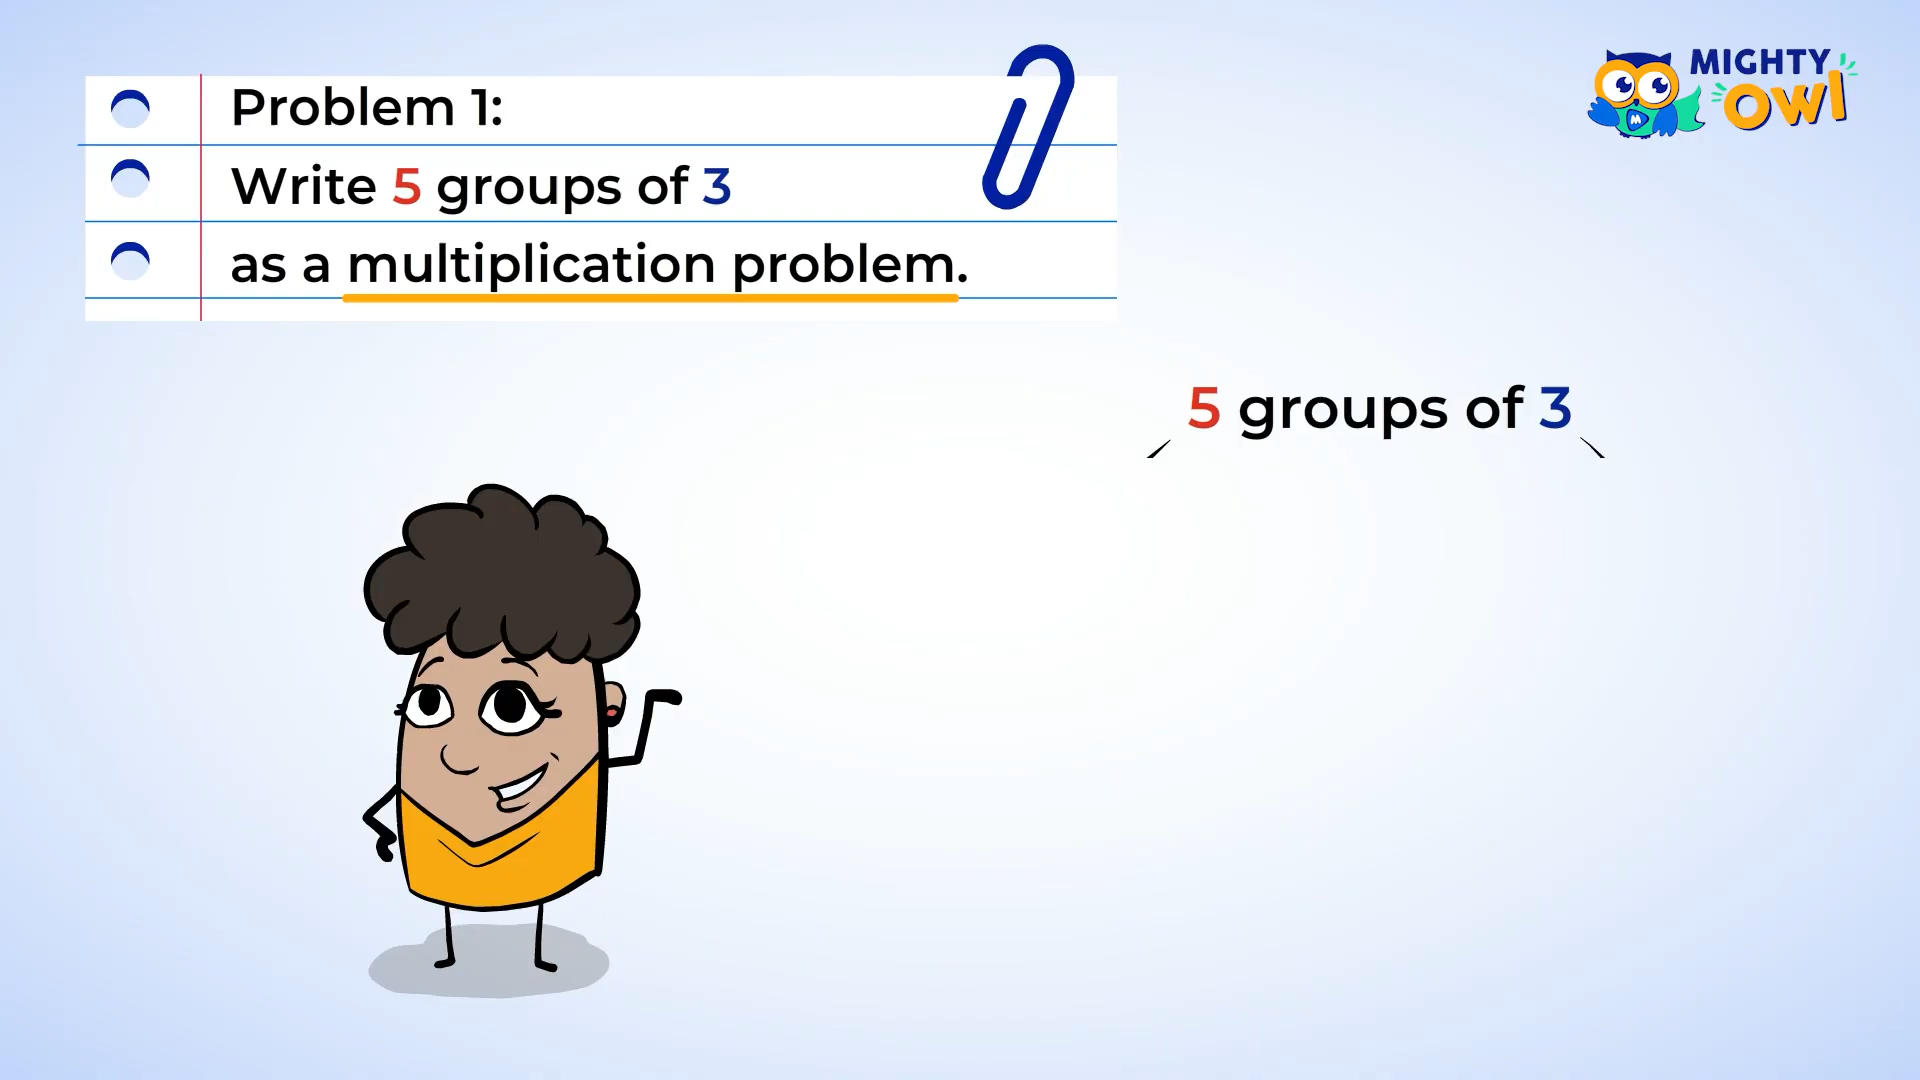 Problem 1:
Write 5 groups of 3
as a multiplication problem.
MIGHTY
OWl
5 groups of 3